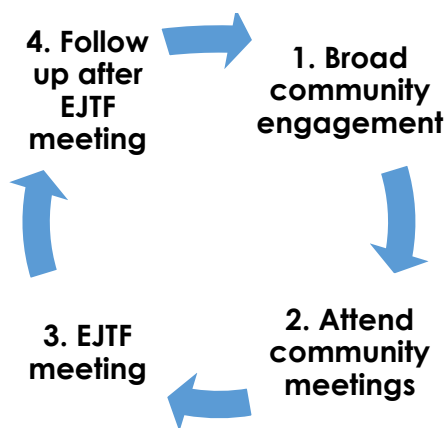 1. Broad
community
engagement
2. Attend
community
meetings
3. EJTF
meeting
4. Follow
up after
EJTF
meeting